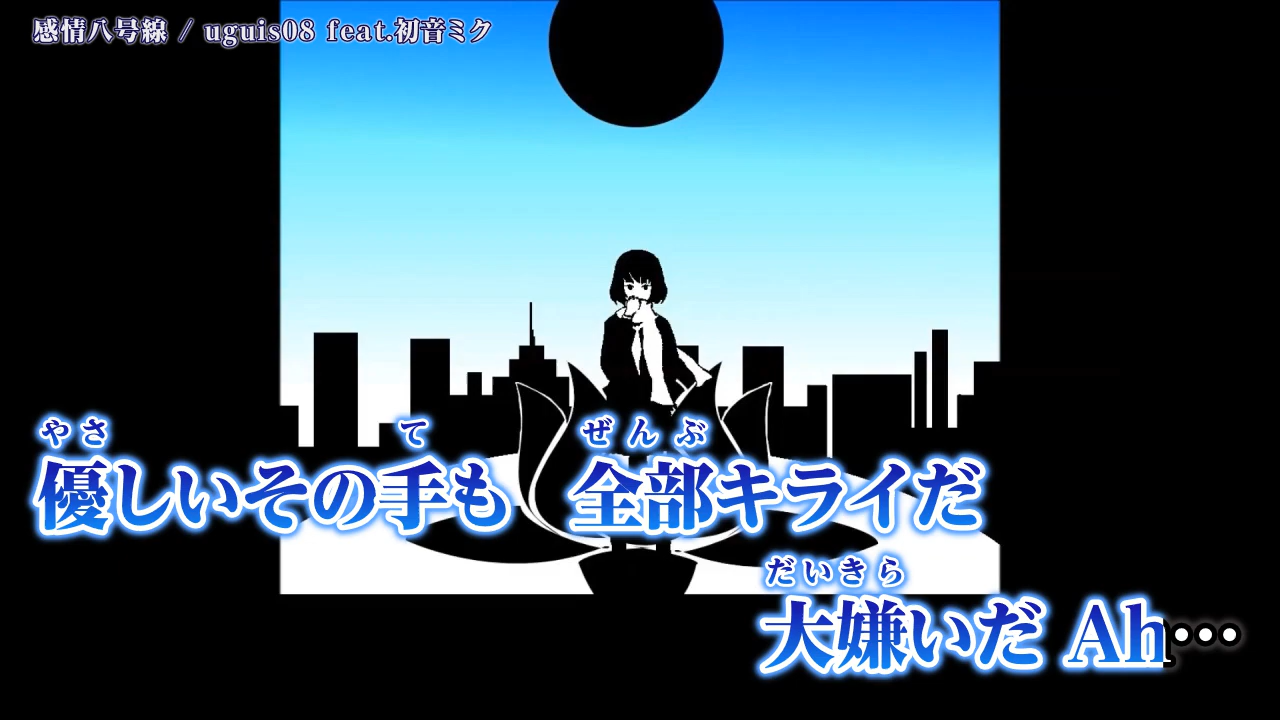 感情八号線 / uguis08 feat.初音ミク
やさ て ぜんぶ
優しいその手も 全部キライだ
だいきら
大嫌いだ Ah…